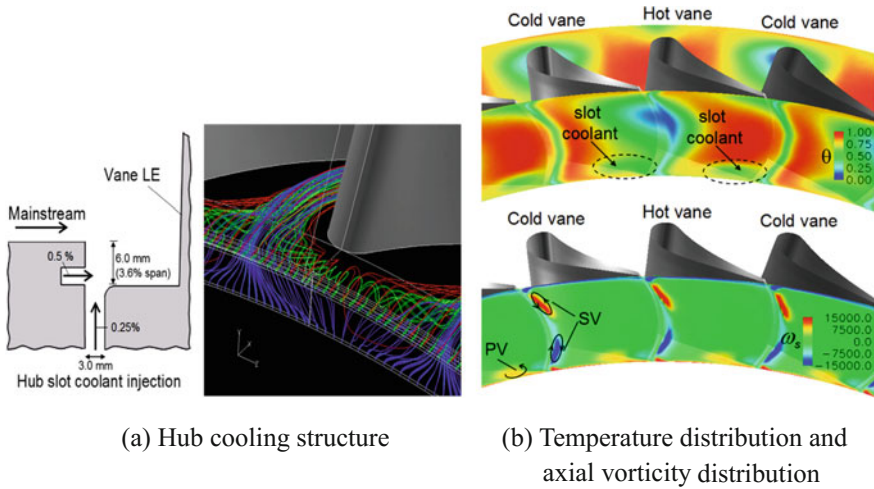 Vane LE
Mainstream
0.5 %
6.0 mm
(3.6% span)
0.25%
3.0 mm
Hub slot coolant injection
(a) Hub cooling structure
Cold vane
Hot vane
Cold vane
slot
coolant
slot
coolant
θ
1.00
0.75
0.50
0.25
0.00
Cold vane
Hot vane
Cold vane
SV
PV
ωs
15000.0
7500.0
0.0
−7500.0
−15000.0
(b) Temperature distribution and
axial vorticity distribution